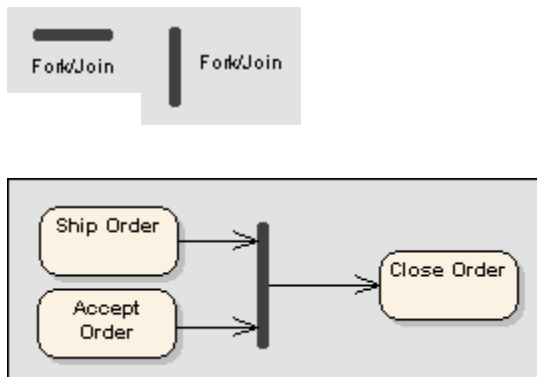 Fork/Join
Fork/Join
Ship Order
Close Order
Accept
Order